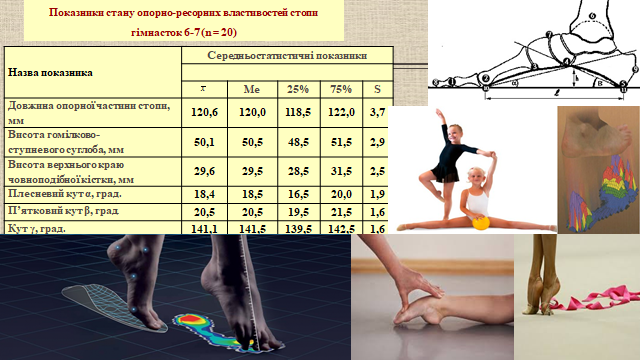 Показники стану опорно-ресорних властивостей стопи
гімнасток 6-7 (n = 20)
Назва показника
Середньостатистичні показники
x Me 25% 75% S
Довжина опорної частини стопи,
мм
120,6 120,0 118,5 122,0 3,7
Висота гомілково-
ступневого суглоба, мм
50,1 50,5 48,5 51,5 2,9
Висота верхнього краю
човноподібної кістки, мм
29,6 29,5 28,5 31,5 2,5
Плесневий кут α, град. 18,4 18,5 16,5 20,0 1,9
П'ятковий кут β, град 20,5 20,5 19,5 21,5 1,6
Кут γ, град. 141,1 141,5 139,5 142,5 1,6